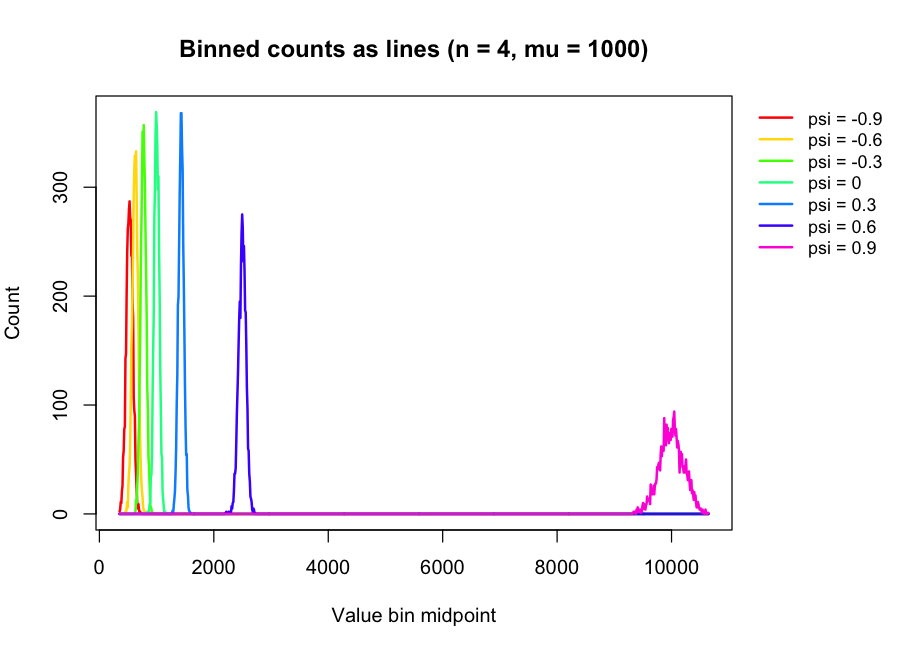 Binned counts as lines (n = 4, mu = 1000)
psi = -0.9
psi = -0.6
psi = -0.3
psi = 0
psi = 0.3
psi = 0.6
psi = 0.9
Count
300
200
100
0
0 2000 4000 6000 8000 10000
Value bin midpoint